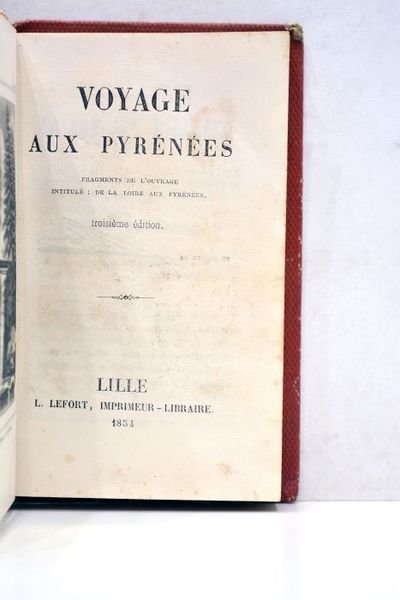 VOYAGE
AUX PYRÉNÉES
FRAGMENTS DE L'OUVRAGE
INTITULÉ : DE LA LOIRE AUX PYRÉNÉES.
troisième édition.
LILLE
L. LEFORT, IMPRIMEUR-LIBRAIRE.
1854